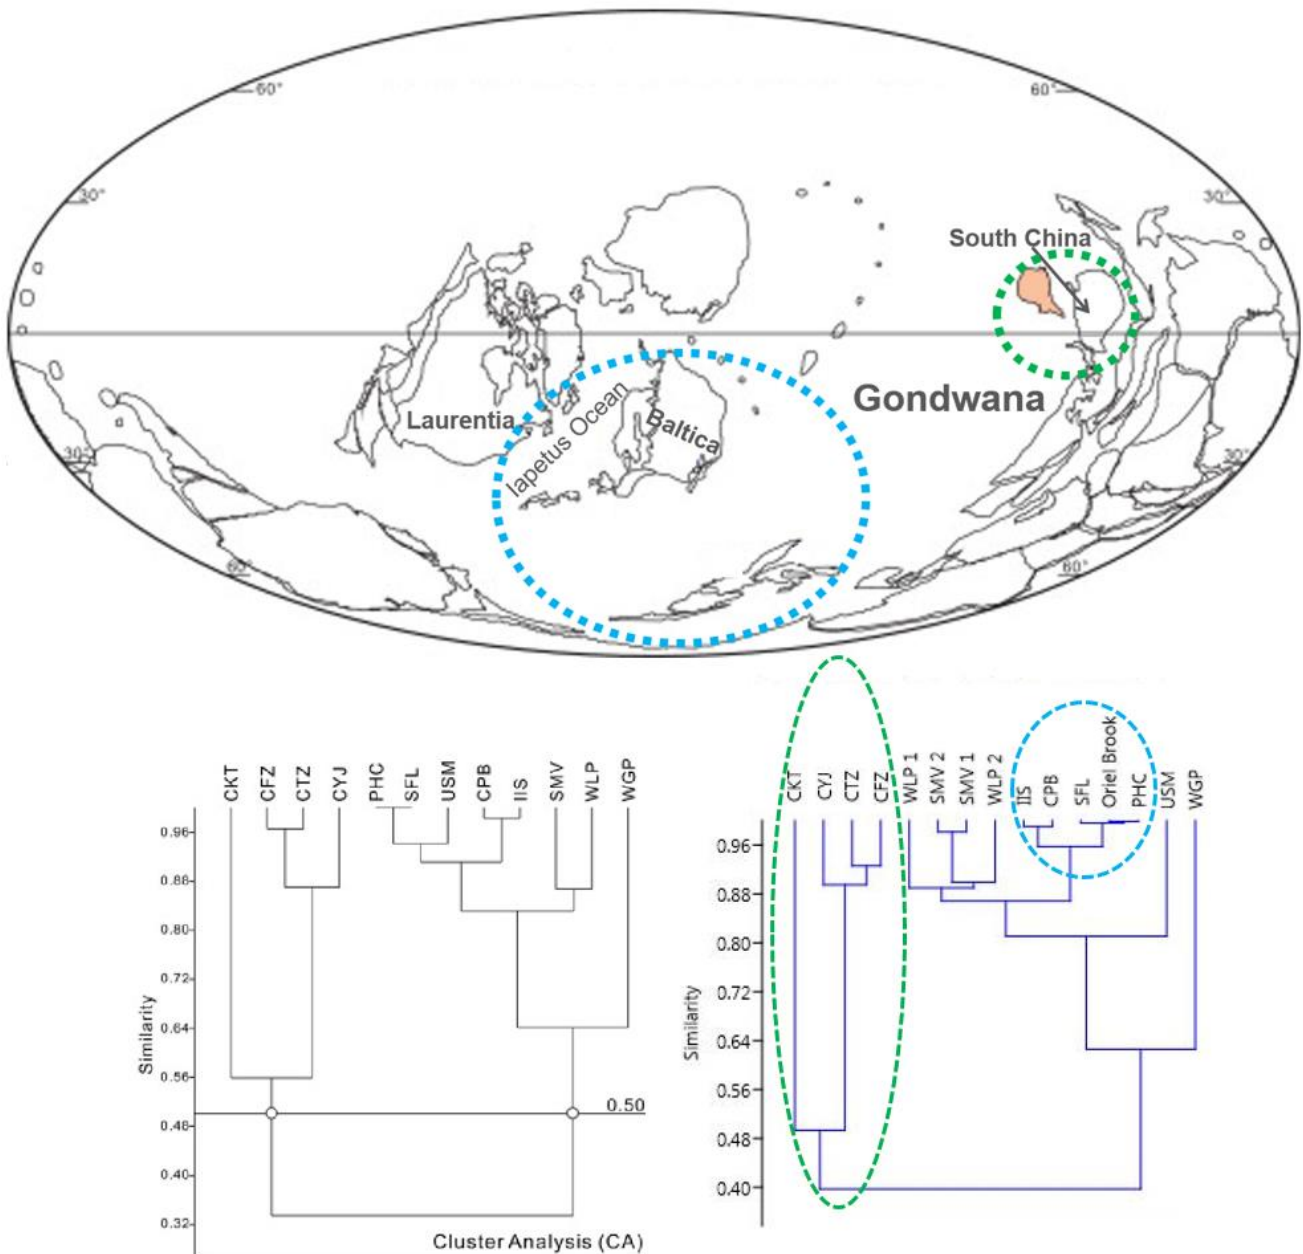 60°
60°
30°
30°
South China
Gondwana
Laurentia
Iapetus Ocean
Baltica
30°
30°
60°
60°
CKT
CFZ
CTZ
CYJ
PHC
SFL
USM
CPB
IIS
SMV
WLP
WGP
0.96
0.88
0.80
0.72
0.64
0.56
0.48
0.40
0.32
Similarity
0.50
Cluster Analysis (CA)
CKT
CYJ
CTZ
CFZ
WLP 1
SMV 2
SMV 1
WLP 2
IIS
CPB
SFL
Oriel Brook
PHC
USM
WGP
0.96
0.88
0.80
0.72
0.64
0.56
0.48
0.40
Similarity